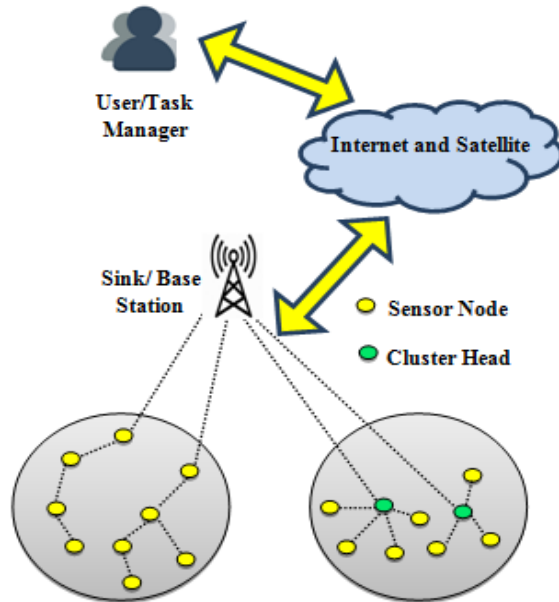 User/Task
Manager
Internet and Satellite
Sink/ Base
Station
Sensor Node
Cluster Head